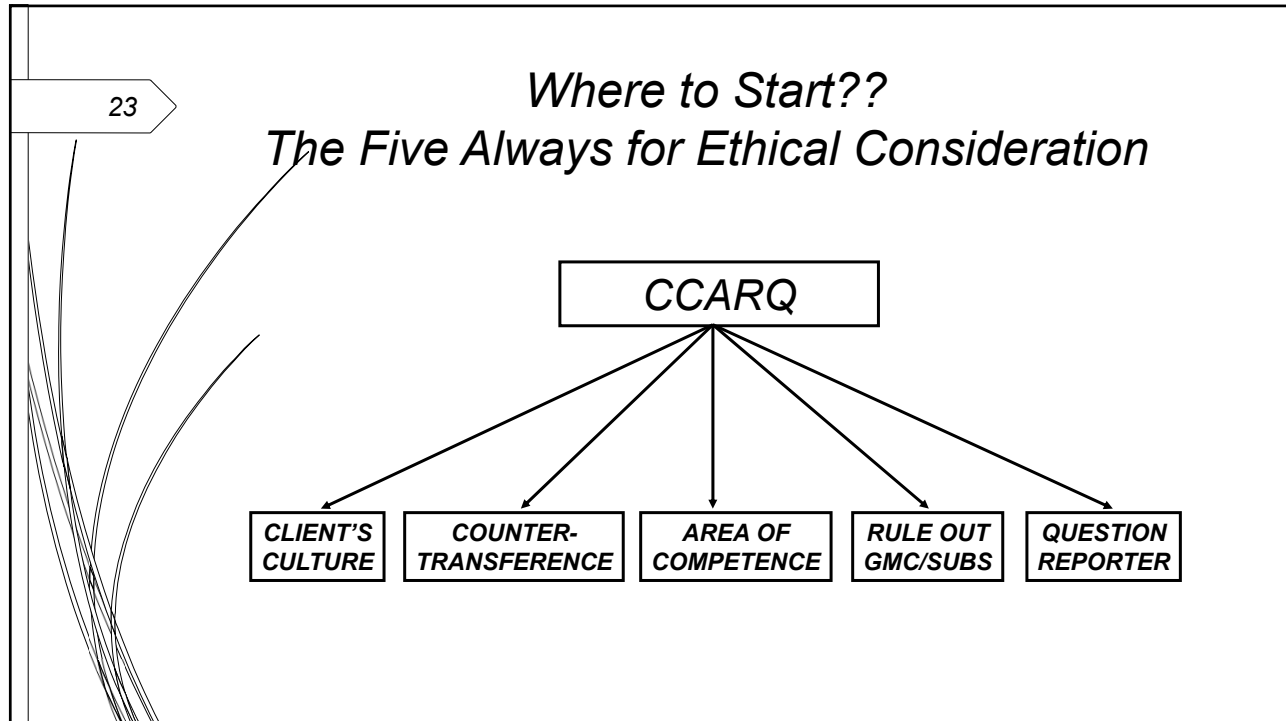 23
Where to Start??
The Five Always for Ethical Consideration
CCARQ
CLIENT'S
CULTURE
COUNTER-
TRANSFERENCE
AREA OF
COMPETENCE
RULE OUT
GMC/SUBS
QUESTION
REPORTER